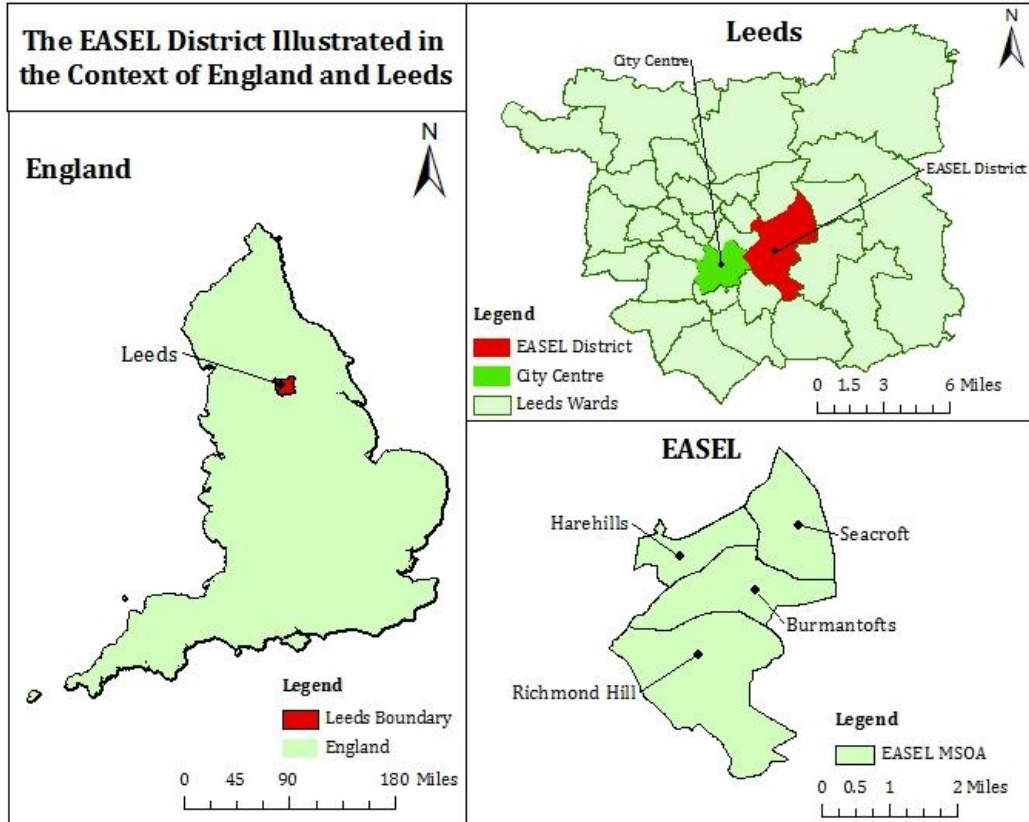 The EASEL District Illustrated in
the Context of England and Leeds
England
N
Leeds
Legend
Leeds Boundary
England
0 45 90 180 Miles
Leeds
N
City Centre
EASEL District
Legend
EASEL District
City Centre
Leeds Wards
0 1.5 3 6 Miles
EASEL
Harehills
Seacroft
Burmantofts
Richmond Hill
Legend
EASEL MSOA
0 0.5 1 2 Miles